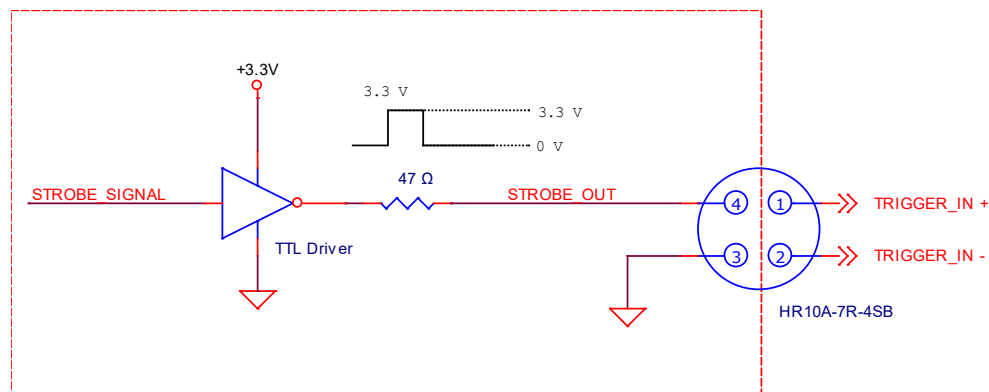 +3.3V
3.3 V
3.3 V
0 V
47 Ω
STROBE_SIGNAL
STROBE_OUT
4
1
TRIGGER_IN +
TTL Driver
3
2
TRIGGER_IN -
HR10A-7R-4SB